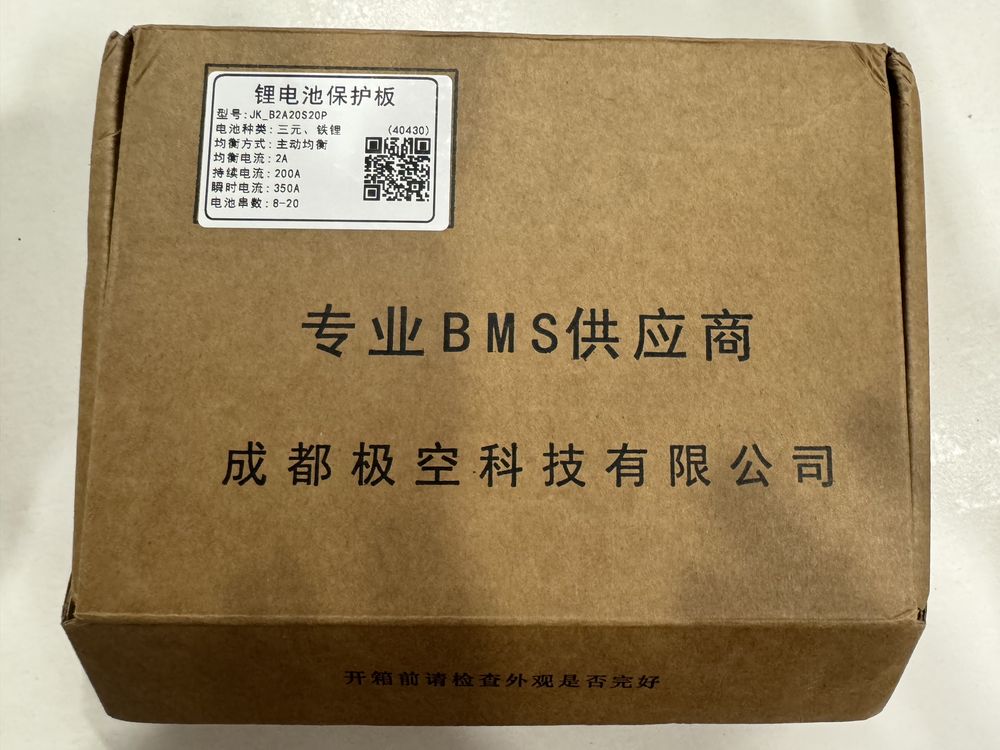 锂电池保护板
型号:JK_B2A20S20P
电池种类:三元、铁锂
(40430)
均衡方式:主动均衡
均衡电流:2A
持续电流:200A
瞬时电流:350A
电池串数:8-20
专业BMS供应商
成都极空科技有限公司
开箱前请检查外观是否完好